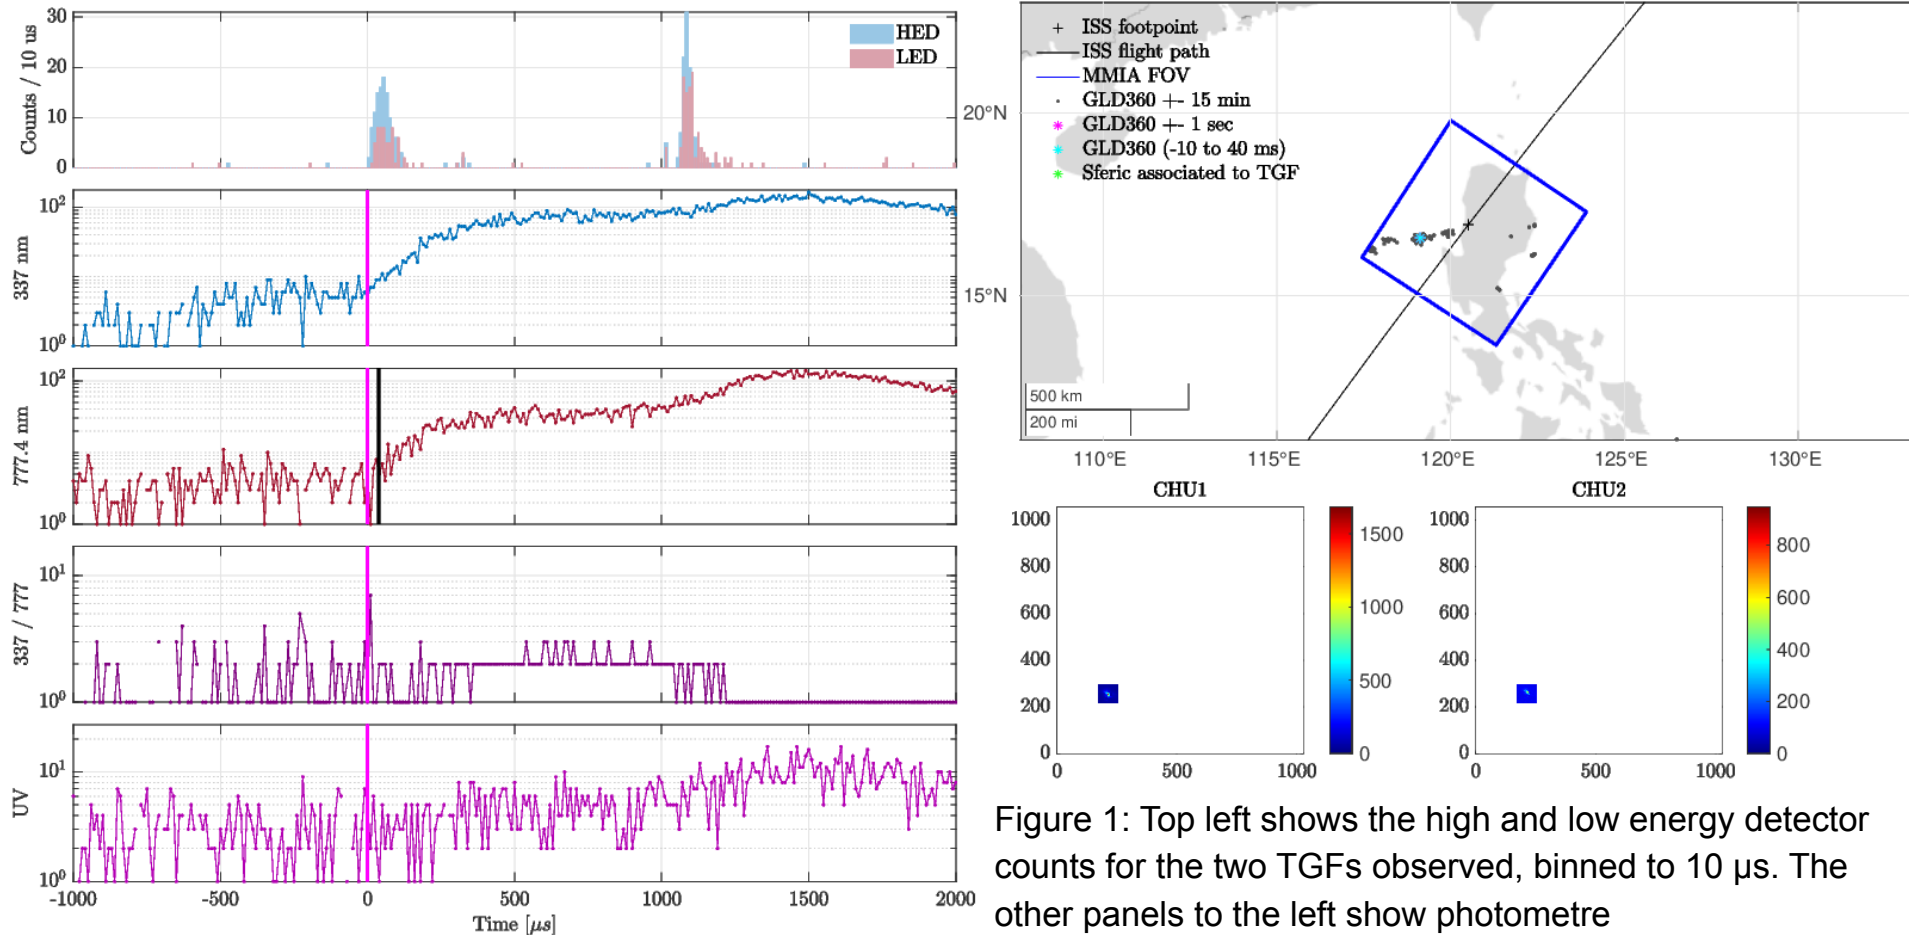 30
20
10
0
Counts / 10 us
HED
LED
10²
10⁰
337 nm
10²
10⁰
777.4 nm
10¹
10⁰
337 / 777
10¹
10⁰
UV
-1000
-500
0
500
1000
1500
2000
Time [μs]
ISS footpoint
ISS flight path
MMIA FOV
GLD360 +- 15 min
GLD360 +- 1 sec
GLD360 (-10 to 40 ms)
Sferic associated to TGF
20°N
15°N
500 km
200 mi
110°E
115°E
120°E
125°E
130°E
CHU1
1000
800
600
400
200
0
0
500
1000
1500
1000
500
0
CHU2
1000
800
600
400
200
0
0
500
1000
800
600
400
200
0
Figure 1: Top left shows the high and low energy detector
counts for the two TGFs observed, binned to 10 μs. The
other panels to the left show photometre